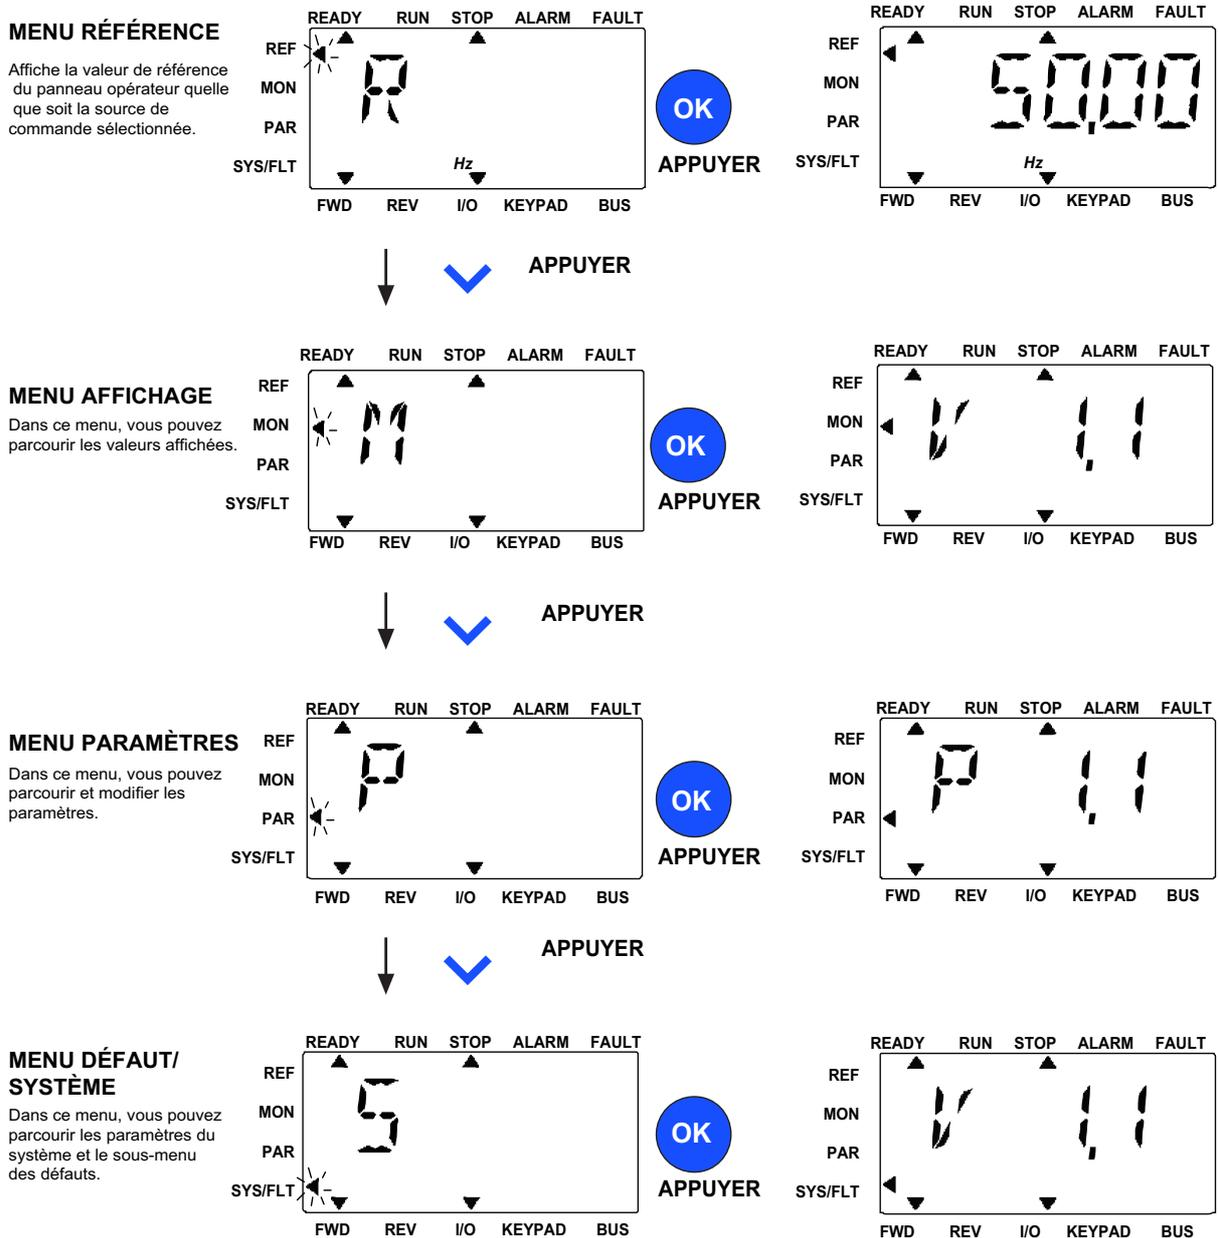 MENU RÉFÉRENCE
Affiche la valeur de référence
du panneau opérateur quelle
que soit la source de
commande sélectionnée.
READY RUN STOP ALARM FAULT
REF
MON
PAR
SYS/FLT
R
Hz
FWD REV I/O KEYPAD BUS
OK
APPUYER
READY RUN STOP ALARM FAULT
REF
MON
PAR
SYS/FLT
50,00
Hz
FWD REV I/O KEYPAD BUS
APPUYER
MENU AFFICHAGE
Dans ce menu, vous pouvez
parcourir les valeurs affichées.
READY RUN STOP ALARM FAULT
REF
MON
PAR
SYS/FLT
M
FWD REV I/O KEYPAD BUS
OK
APPUYER
READY RUN STOP ALARM FAULT
REF
MON
PAR
SYS/FLT
V 1,1
FWD REV I/O KEYPAD BUS
APPUYER
MENU PARAMÈTRES
Dans ce menu, vous pouvez
parcourir et modifier les
paramètres.
READY RUN STOP ALARM FAULT
REF
MON
PAR
SYS/FLT
P
FWD REV I/O KEYPAD BUS
OK
APPUYER
READY RUN STOP ALARM FAULT
REF
MON
PAR
SYS/FLT
P 1,1
FWD REV I/O KEYPAD BUS
APPUYER
MENU DÉFAUT/
SYSTÈME
Dans ce menu, vous pouvez
parcourir les paramètres du
système et le sous-menu
des défauts.
READY RUN STOP ALARM FAULT
REF
MON
PAR
SYS/FLT
S
FWD REV I/O KEYPAD BUS
OK
APPUYER
READY RUN STOP ALARM FAULT
REF
MON
PAR
SYS/FLT
V 1,1
FWD REV I/O KEYPAD BUS